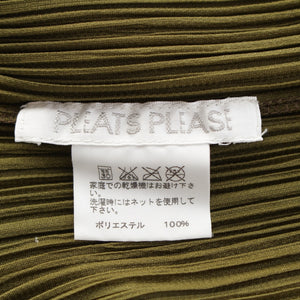 PLEATS PLEASE
家庭での乾燥機はお避け下さい
洗濯時にはネットを使用して下さい
ポリエステル 100%